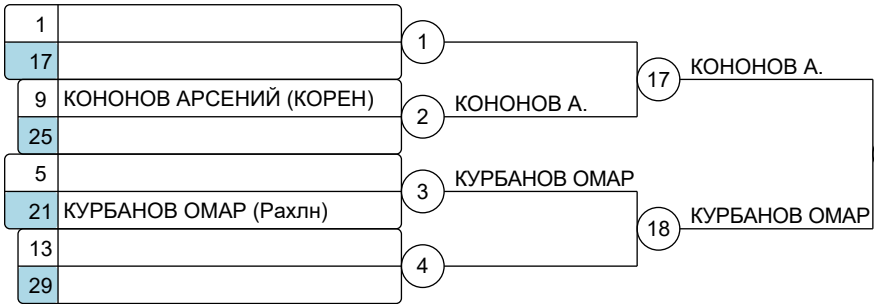 1
17
1
КОНОНОВ А.
17
9 КОНОНОВ АРСЕНИЙ (КОРЕН)
2
КОНОНОВ А.
25
5
3
КУРБАНОВ ОМАР
21 КУРБАНОВ ОМАР (Рахлн)
18
КУРБАНОВ ОМАР
13
4
29